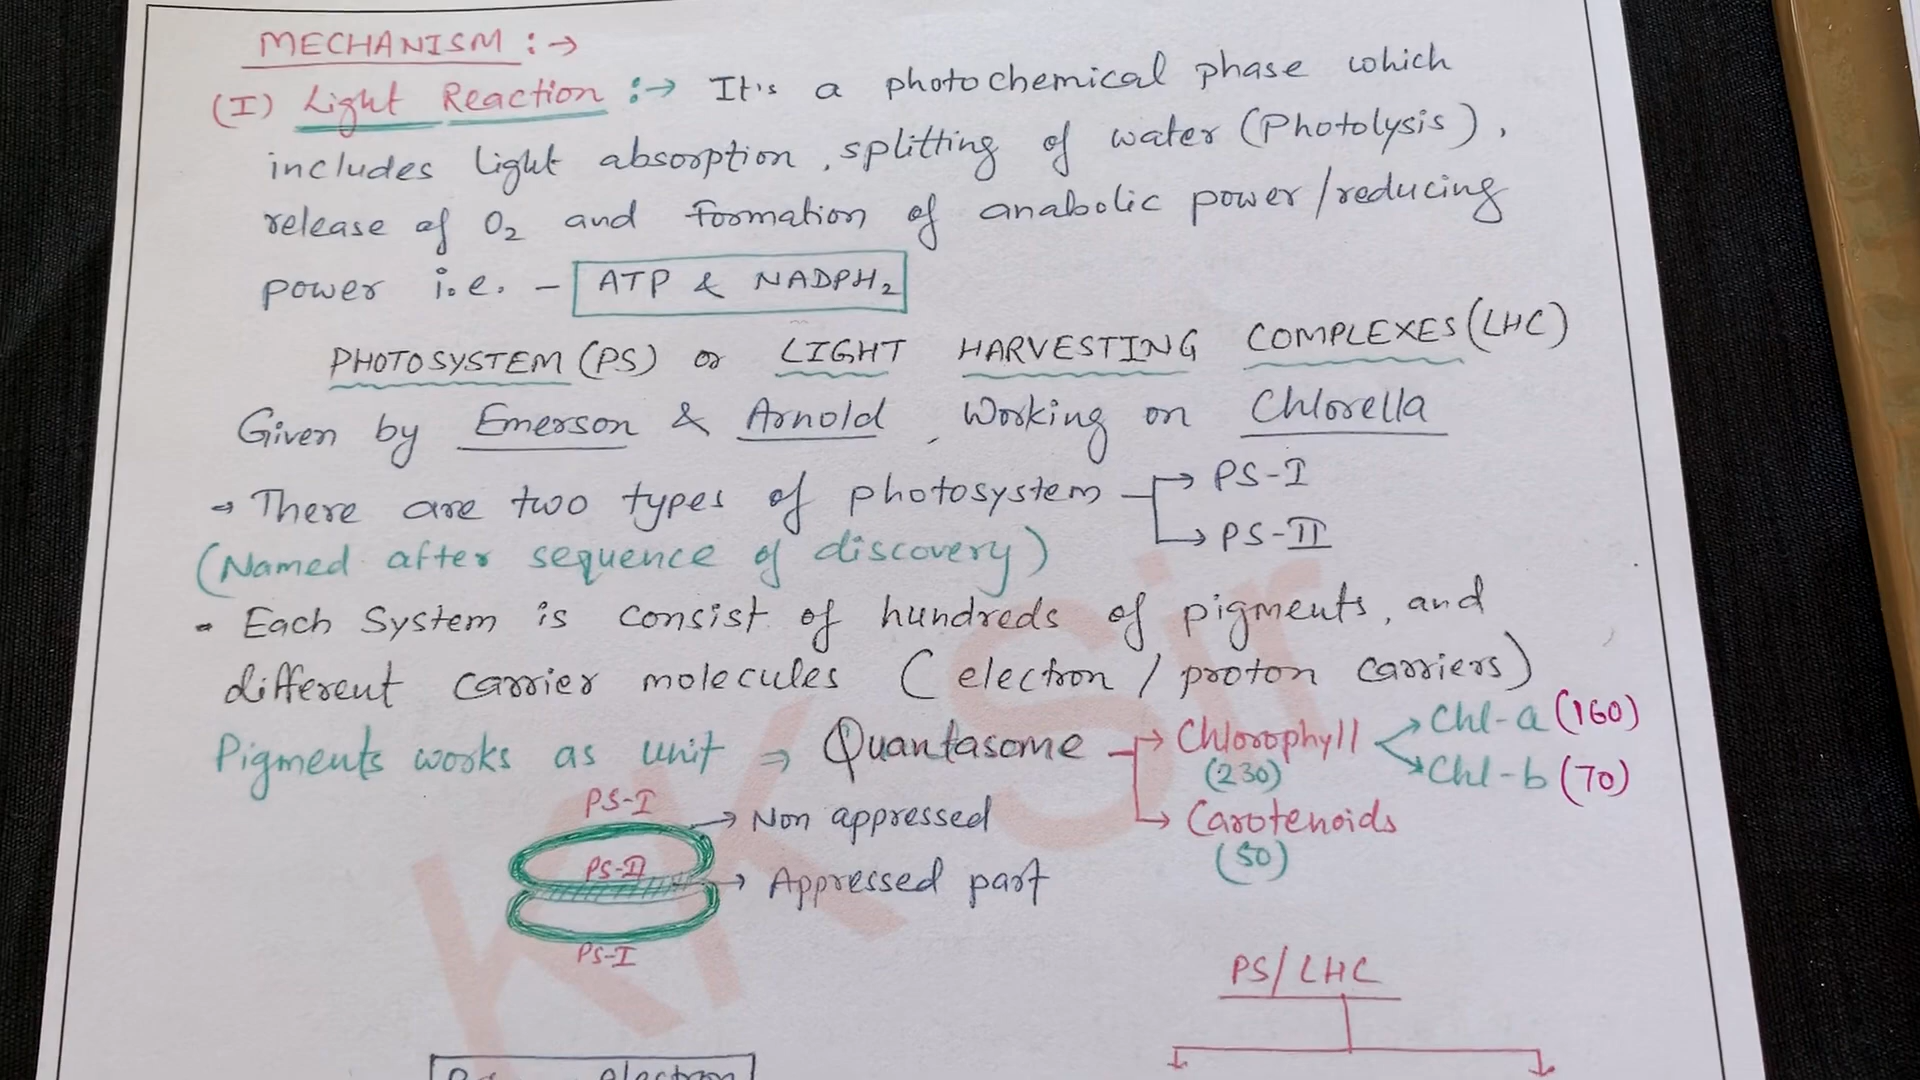 MECHANISM :→
(I) Light Reaction :→ It's a photochemical phase which
includes light absorption, splitting of water (Photolysis),
release of O₂ and formation of anabolic power/reducing
power i.e. - ATP & NADPH₂
PHOTOSYSTEM (PS) or LIGHT HARVESTING COMPLEXES (LHC)
Given by Emerson & Arnold, Working on Chlorella
→ There are two types of photosystem → PS-I
→ PS-II
(Named after sequence of discovery)
- Each System is consist of hundreds of pigments, and
different carrier molecules (electron / proton carriers)
Pigments works as unit ⇒ Quantasome → Chlorophyll → Chl-a (160)
(230) → Chl-b (70)
→ Carotenoids
(50)
PS-I
→ Non appressed
PS-II
→ Appressed part
PS-I
PS/LHC
electron
KK Sir